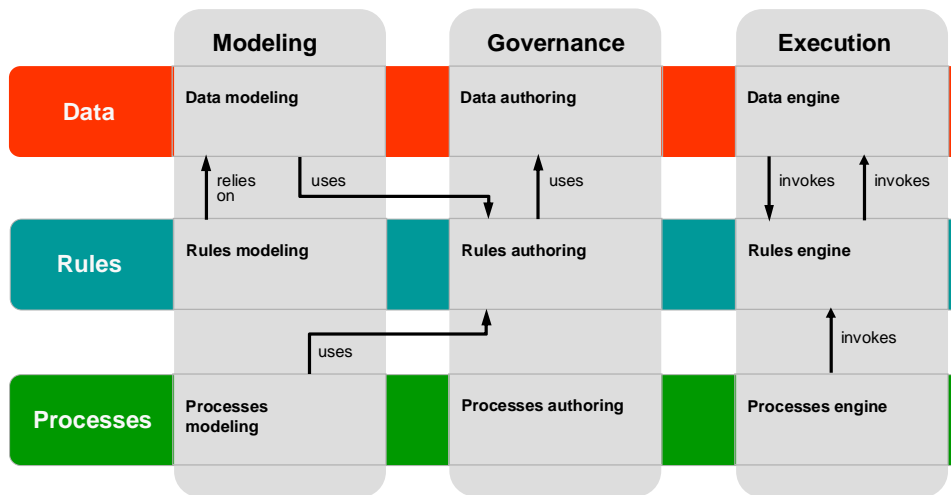 Modeling
Governance
Execution
Data
Data modeling
Data authoring
Data engine
relies
on
uses
uses
invokes
invokes
Rules
Rules modeling
Rules authoring
Rules engine
uses
invokes
Processes
Processes
modeling
Processes authoring
Processes engine